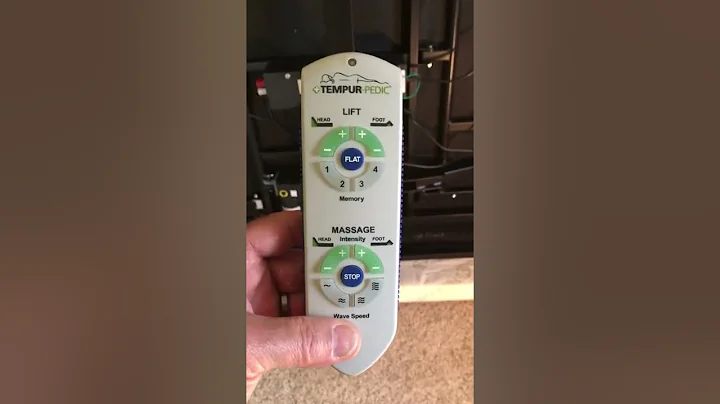 TEMPUR-PEDIC
LIFT
HEAD FOOT
+ +
- -
FLAT
1 4
2 3
Memory
MASSAGE
Intensity
HEAD FOOT
+ +
- -
STOP
Wave Speed